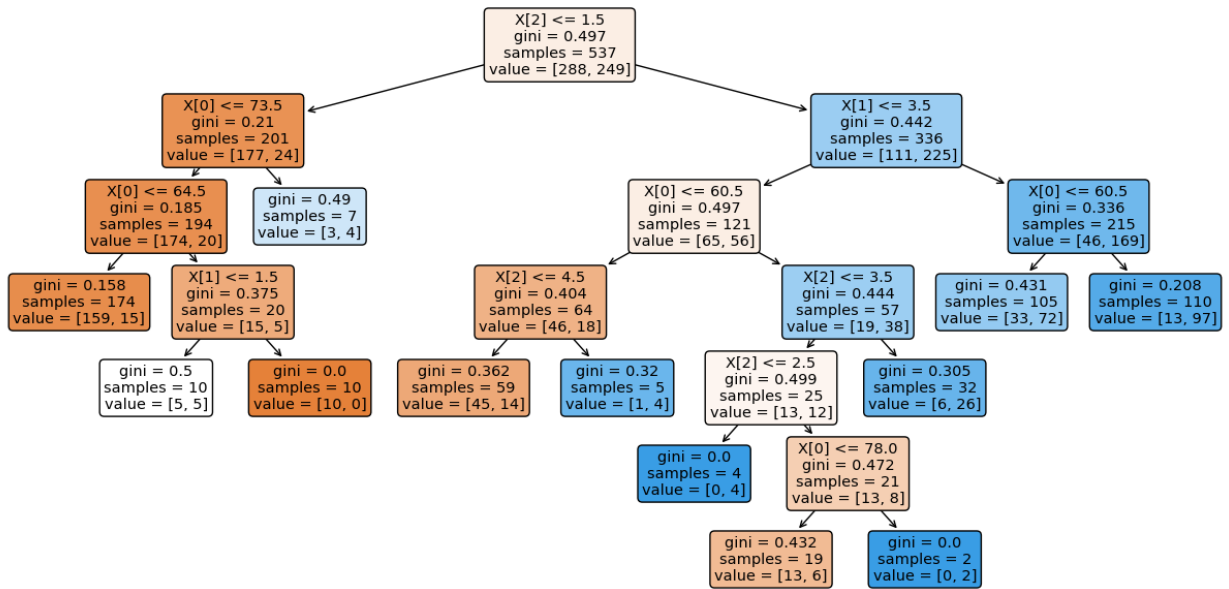 X[2] <= 1.5
gini = 0.497
samples = 537
value = [288, 249]
X[0] <= 73.5
gini = 0.21
samples = 201
value = [177, 24]
X[1] <= 3.5
gini = 0.442
samples = 336
value = [111, 225]
X[0] <= 64.5
gini = 0.185
samples = 194
value = [174, 20]
gini = 0.49
samples = 7
value = [3, 4]
X[0] <= 60.5
gini = 0.497
samples = 121
value = [65, 56]
X[0] <= 60.5
gini = 0.336
samples = 215
value = [46, 169]
gini = 0.158
samples = 174
value = [159, 15]
X[1] <= 1.5
gini = 0.375
samples = 20
value = [15, 5]
X[2] <= 4.5
gini = 0.404
samples = 64
value = [46, 18]
X[2] <= 3.5
gini = 0.444
samples = 57
value = [19, 38]
gini = 0.431
samples = 105
value = [33, 72]
gini = 0.208
samples = 110
value = [13, 97]
gini = 0.5
samples = 10
value = [5, 5]
gini = 0.0
samples = 10
value = [10, 0]
gini = 0.362
samples = 59
value = [45, 14]
gini = 0.32
samples = 5
value = [1, 4]
X[2] <= 2.5
gini = 0.499
samples = 25
value = [13, 12]
gini = 0.305
samples = 32
value = [6, 26]
gini = 0.0
samples = 4
value = [0, 4]
X[0] <= 78.0
gini = 0.472
samples = 21
value = [13, 8]
gini = 0.432
samples = 19
value = [13, 6]
gini = 0.0
samples = 2
value = [0, 2]